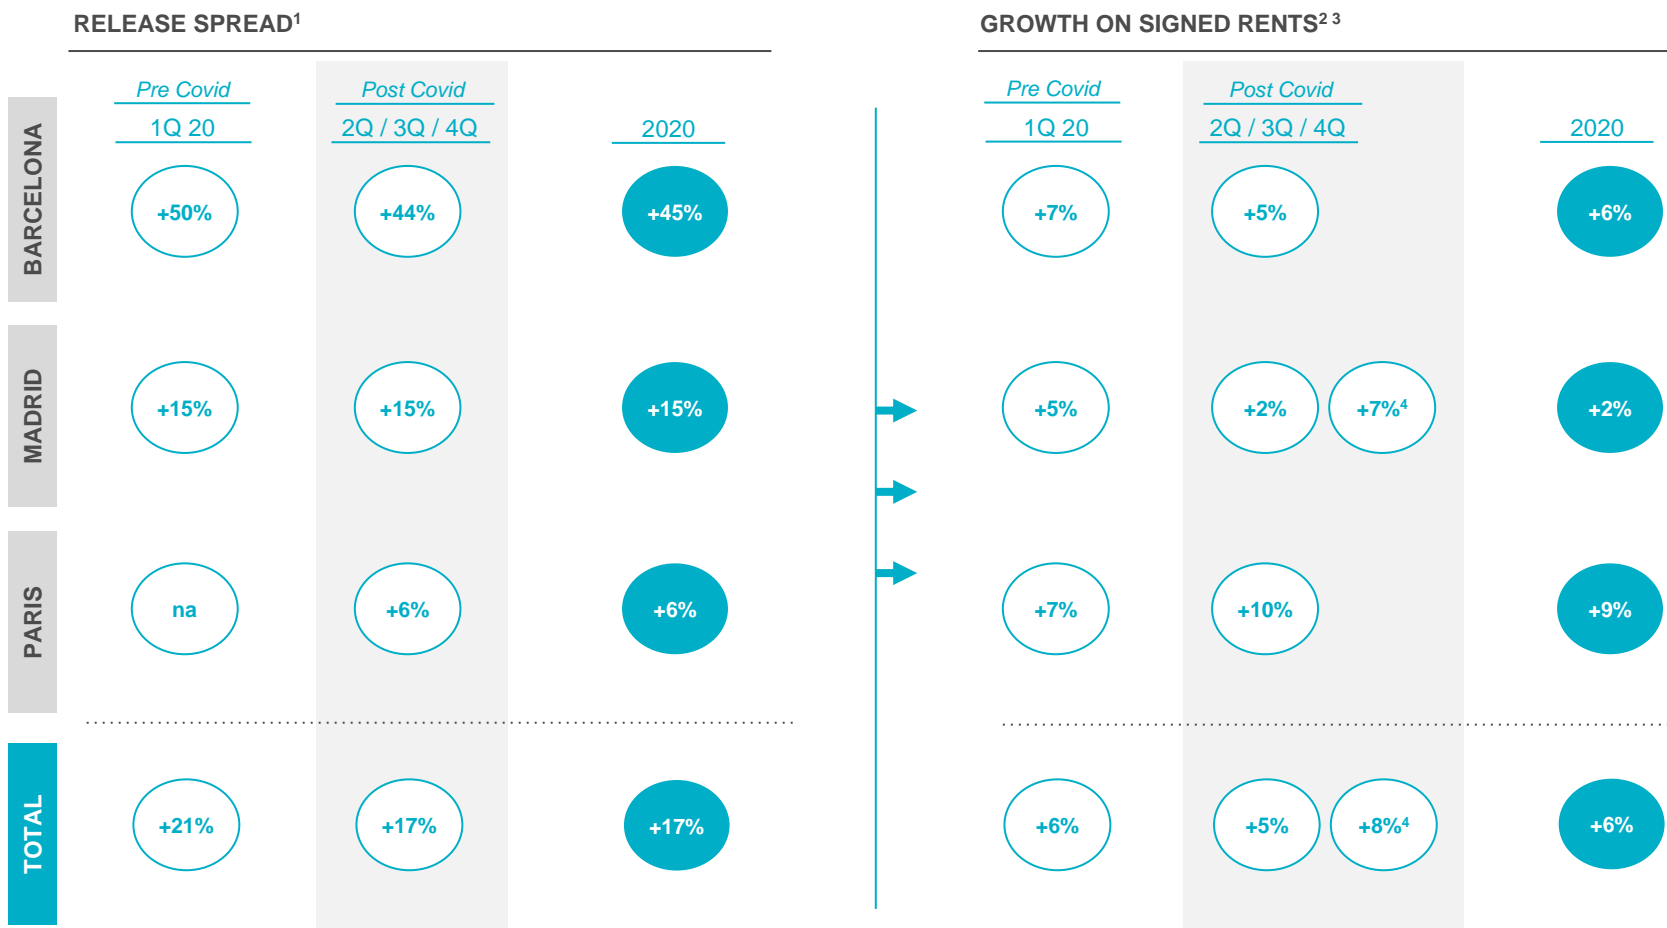 RELEASE SPREAD¹
GROWTH ON SIGNED RENTS² ³
Pre Covid
Post Covid
1Q 20
2Q / 3Q / 4Q
2020
Pre Covid
Post Covid
1Q 20
2Q / 3Q / 4Q
2020
BARCELONA
+50%
+44%
+45%
+7%
+5%
+6%
MADRID
+15%
+15%
+15%
+5%
+2%
+7%⁴
+2%
PARIS
na
+6%
+6%
+7%
+10%
+9%
TOTAL
+21%
+17%
+17%
+6%
+5%
+8%⁴
+6%